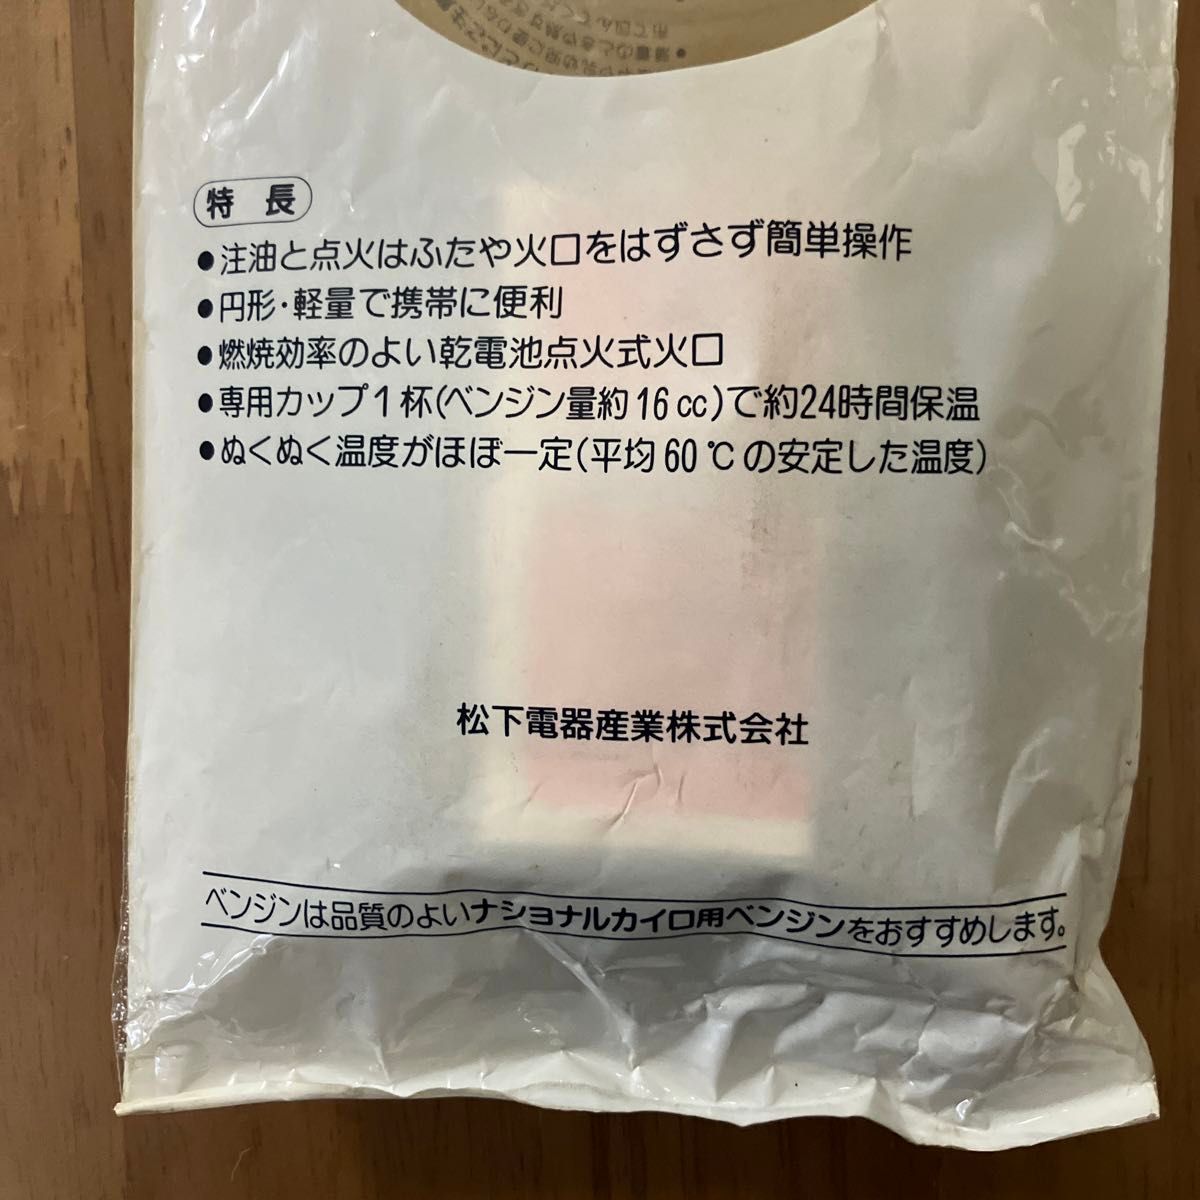 特長
●注油と点火はふたや火口をはずさず簡単操作
●円形・軽量で携帯に便利
●燃焼効率のよい乾電池点火式火口
●専用カップ1杯(ベンジン量約16cc)で約24時間保温
●ぬくぬく温度がほぼ一定(平均60℃の安定した温度)
松下電器産業株式会社
ベンジンは品質のよいナショナルカイロ用ベンジンをおすすめします。